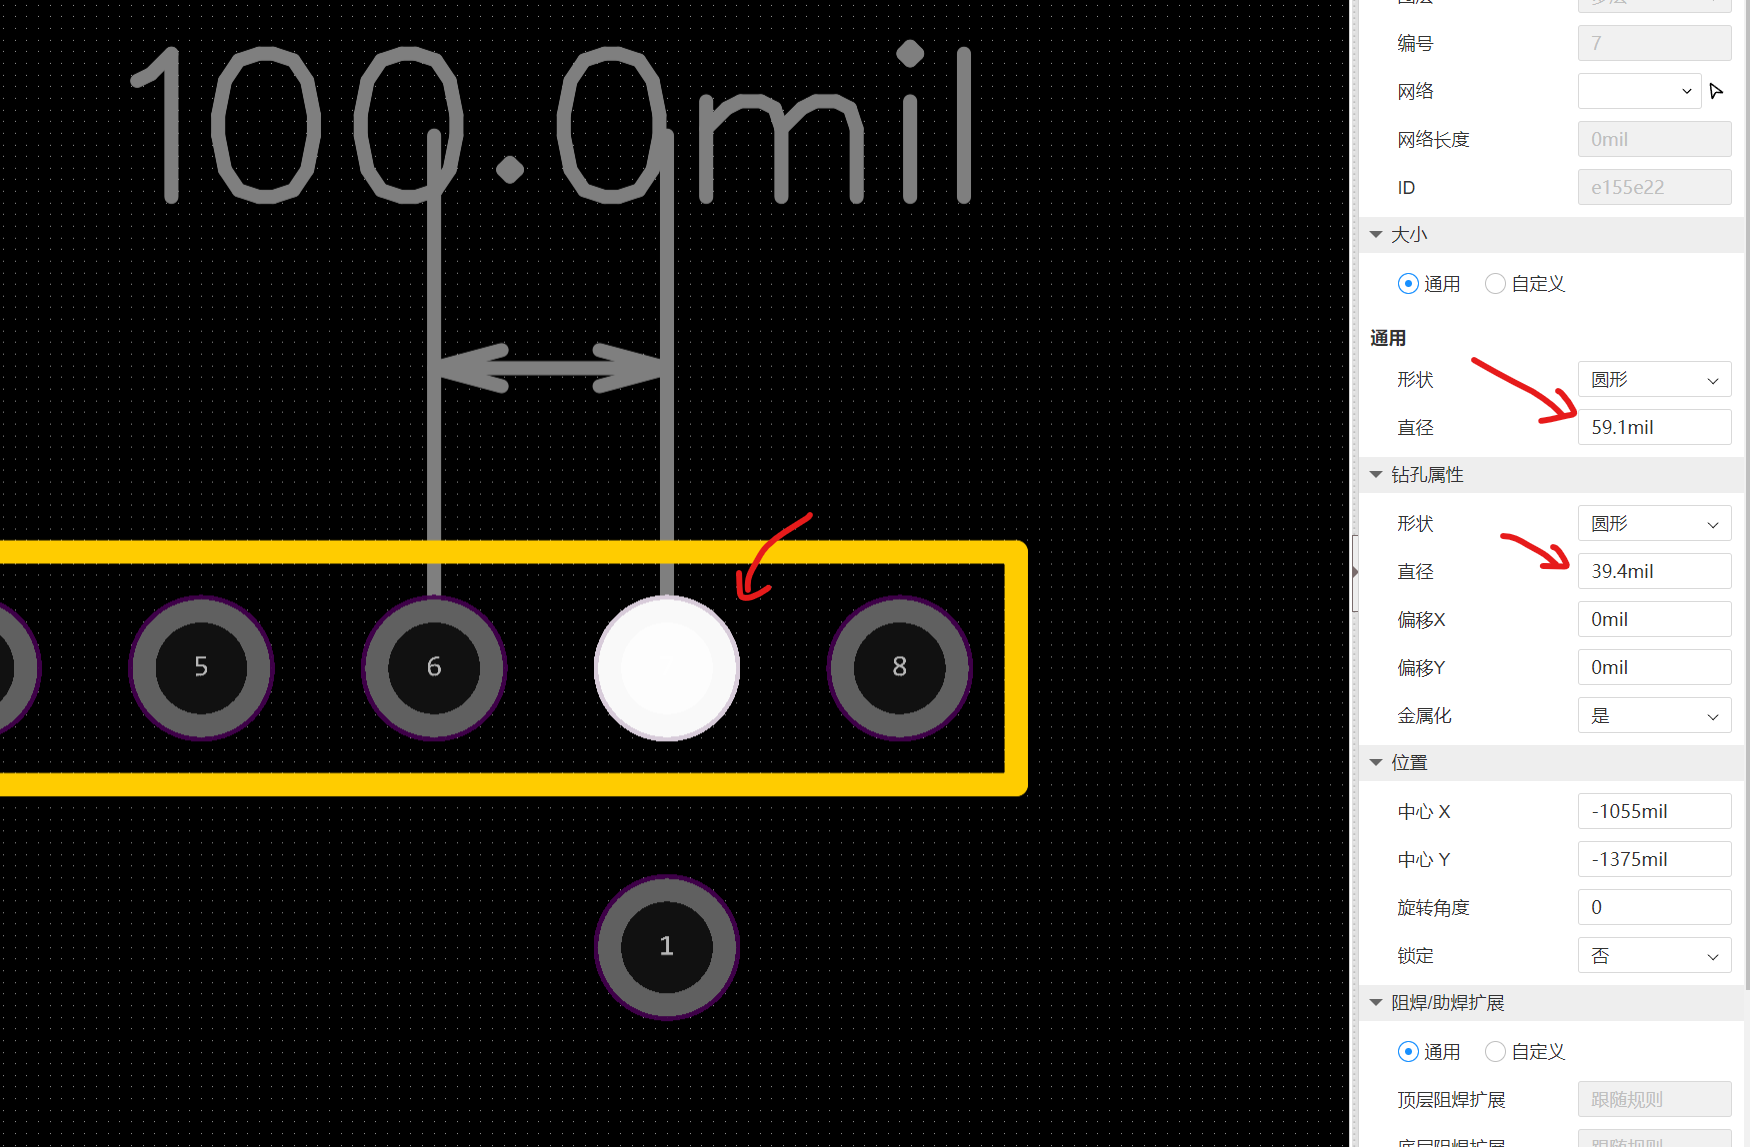 100.0mil
5
6
8
1
编号
7
网络
网络长度
0mil
ID
e155e22
大小
通用
自定义
通用
形状
圆形
直径
59.1mil
钻孔属性
形状
圆形
直径
39.4mil
偏移X
0mil
偏移Y
0mil
金属化
是
位置
中心 X
-1055mil
中心 Y
-1375mil
旋转角度
0
锁定
否
阻焊/助焊扩展
通用
自定义
顶层阻焊扩展
跟随规则